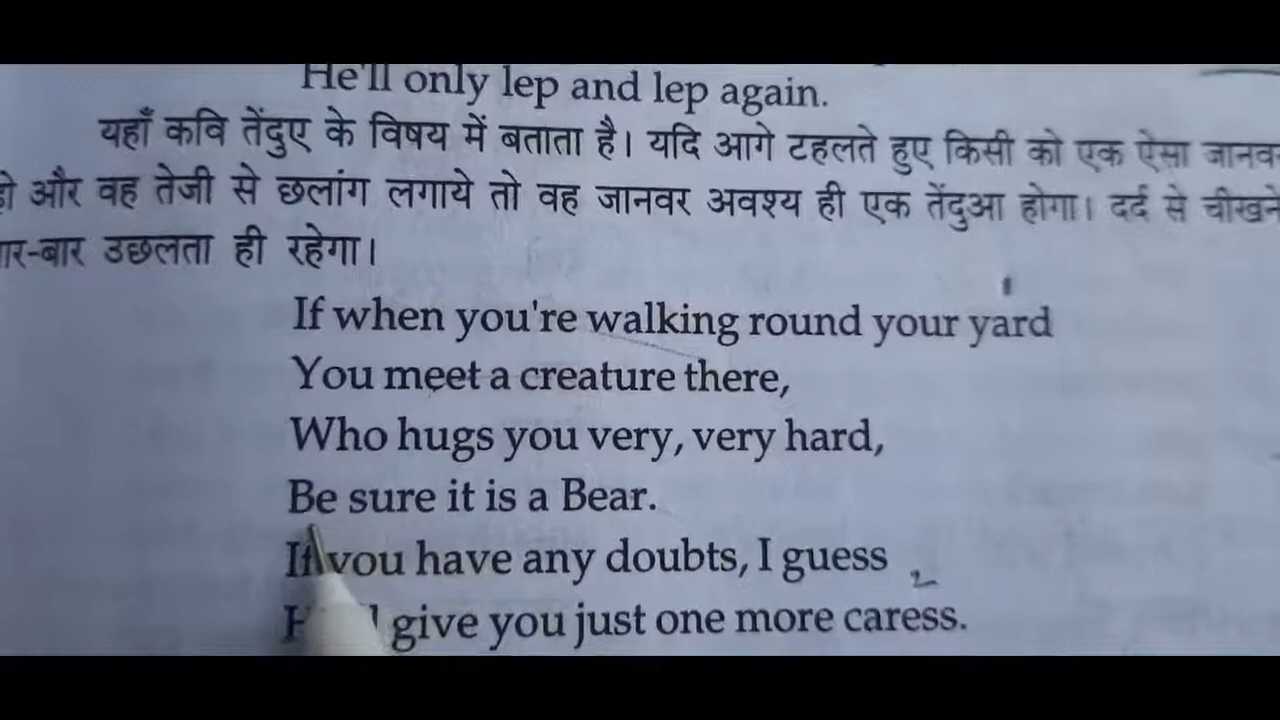 He'll only lep and lep again.
यहाँ कवि तेंदुए के विषय में बताता है। यदि आगे टहलते हुए किसी को एक ऐसा
और वह तेजी से छलांग लगाये तो वह जानवर अवश्य ही एक तेंदुआ होगा। दर्द से
उछलता ही रहेगा।
If when you're walking round your yard
You meet a creature there,
Who hugs you very, very hard,
Be sure it is a Bear.
If you have any doubts, I guess
give you just one more caress.